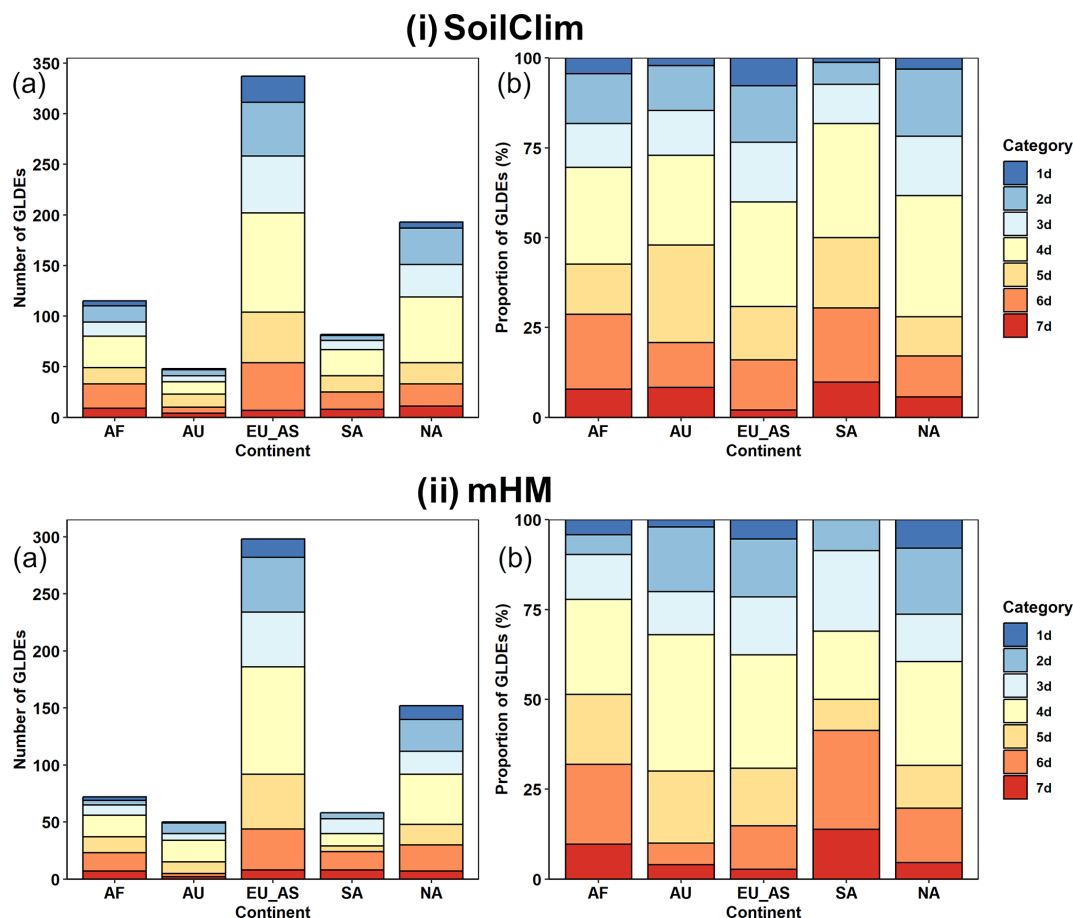 (i) SoilClim
(a)
Number of GLDEs
350
300
250
200
150
100
50
0
AF AU EU_AS SA NA
Continent
(b)
Proportion of GLDEs (%)
100
75
50
25
0
AF AU EU_AS SA NA
Continent
Category
1d
2d
3d
4d
5d
6d
7d
(ii) mHM
(a)
Number of GLDEs
300
250
200
150
100
50
0
AF AU EU_AS SA NA
Continent
(b)
Proportion of GLDEs (%)
100
75
50
25
0
AF AU EU_AS SA NA
Continent
Category
1d
2d
3d
4d
5d
6d
7d